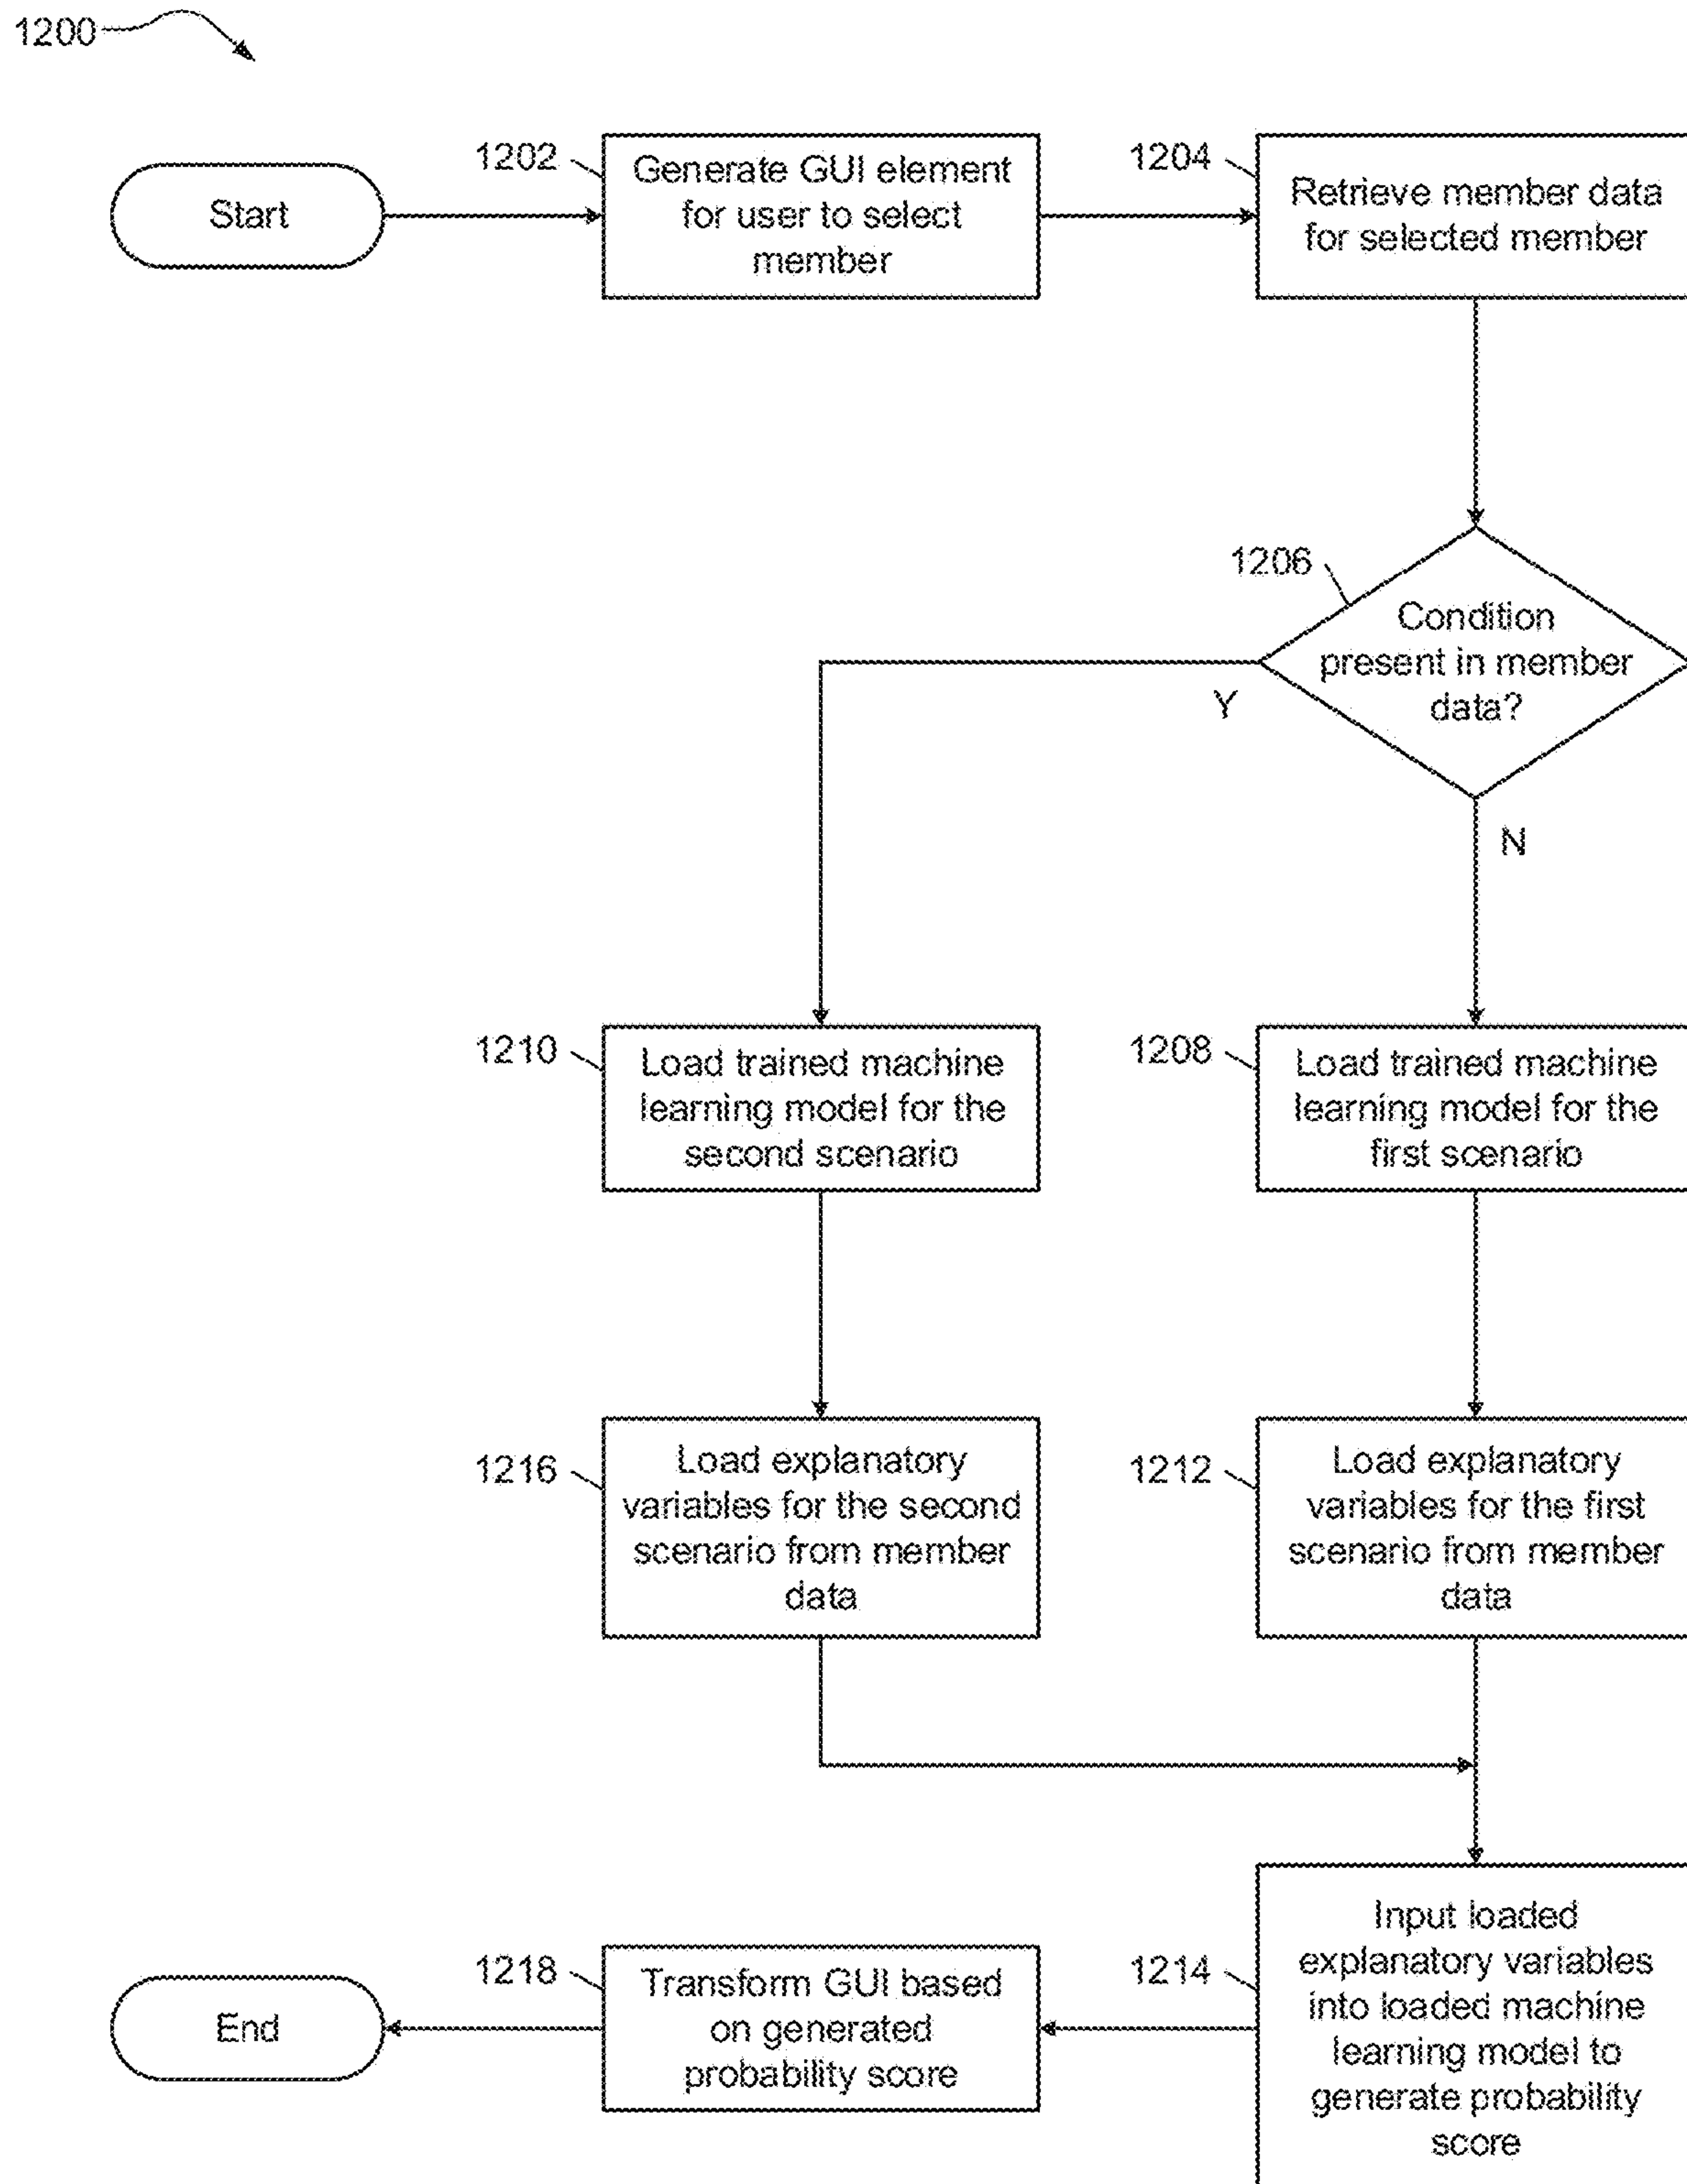 1200
Start
1202
Generate GUI element
for user to select
member
1204
Retrieve member data
for selected member
1206
Condition
present in member
data?
Y
N
1210
Load trained machine
learning model for the
second scenario
1208
Load trained machine
learning model for the
first scenario
1216
Load explanatory
variables for the second
scenario from member
data
1212
Load explanatory
variables for the first
scenario from member
data
1214
Input loaded
explanatory variables
into loaded machine
learning model to
generate probability
score
1218
Transform GUI based
on generated
probability score
End